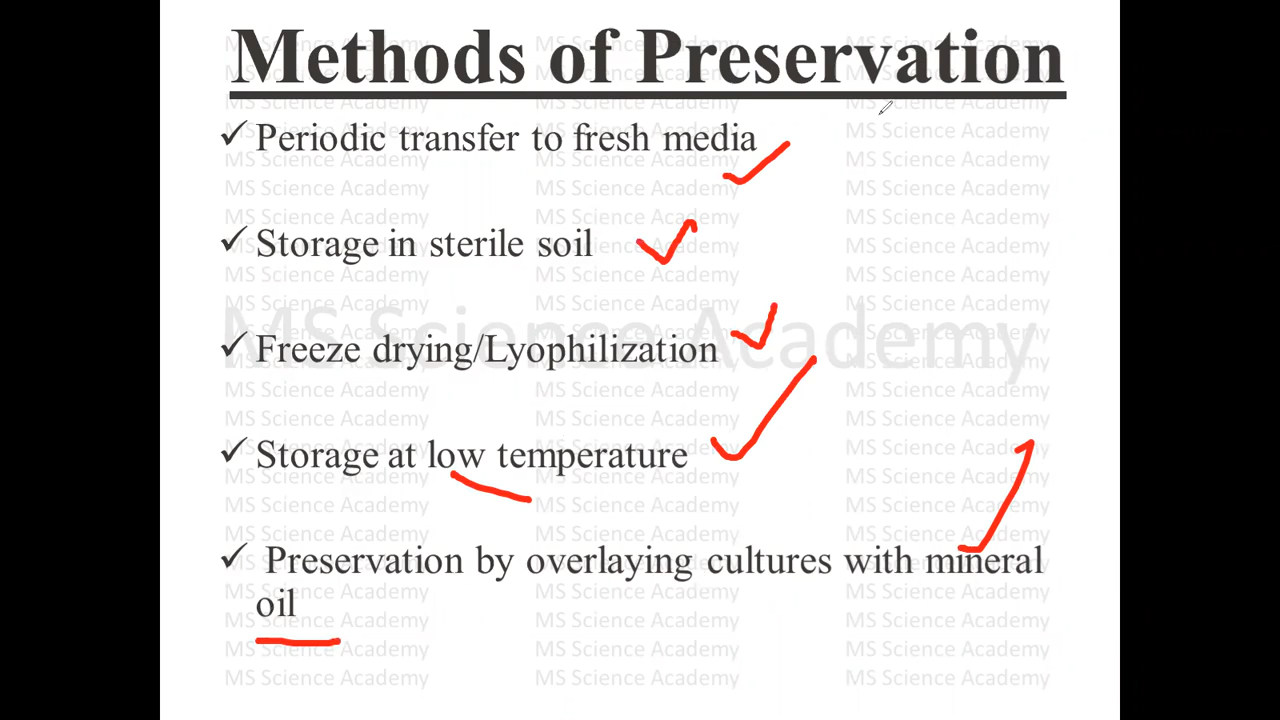 Methods of Preservation
✓ Periodic transfer to fresh media
✓ Storage in sterile soil
✓ Freeze drying/Lyophilization
✓ Storage at low temperature
✓ Preservation by overlaying cultures with mineral
oil
MS Science Academy